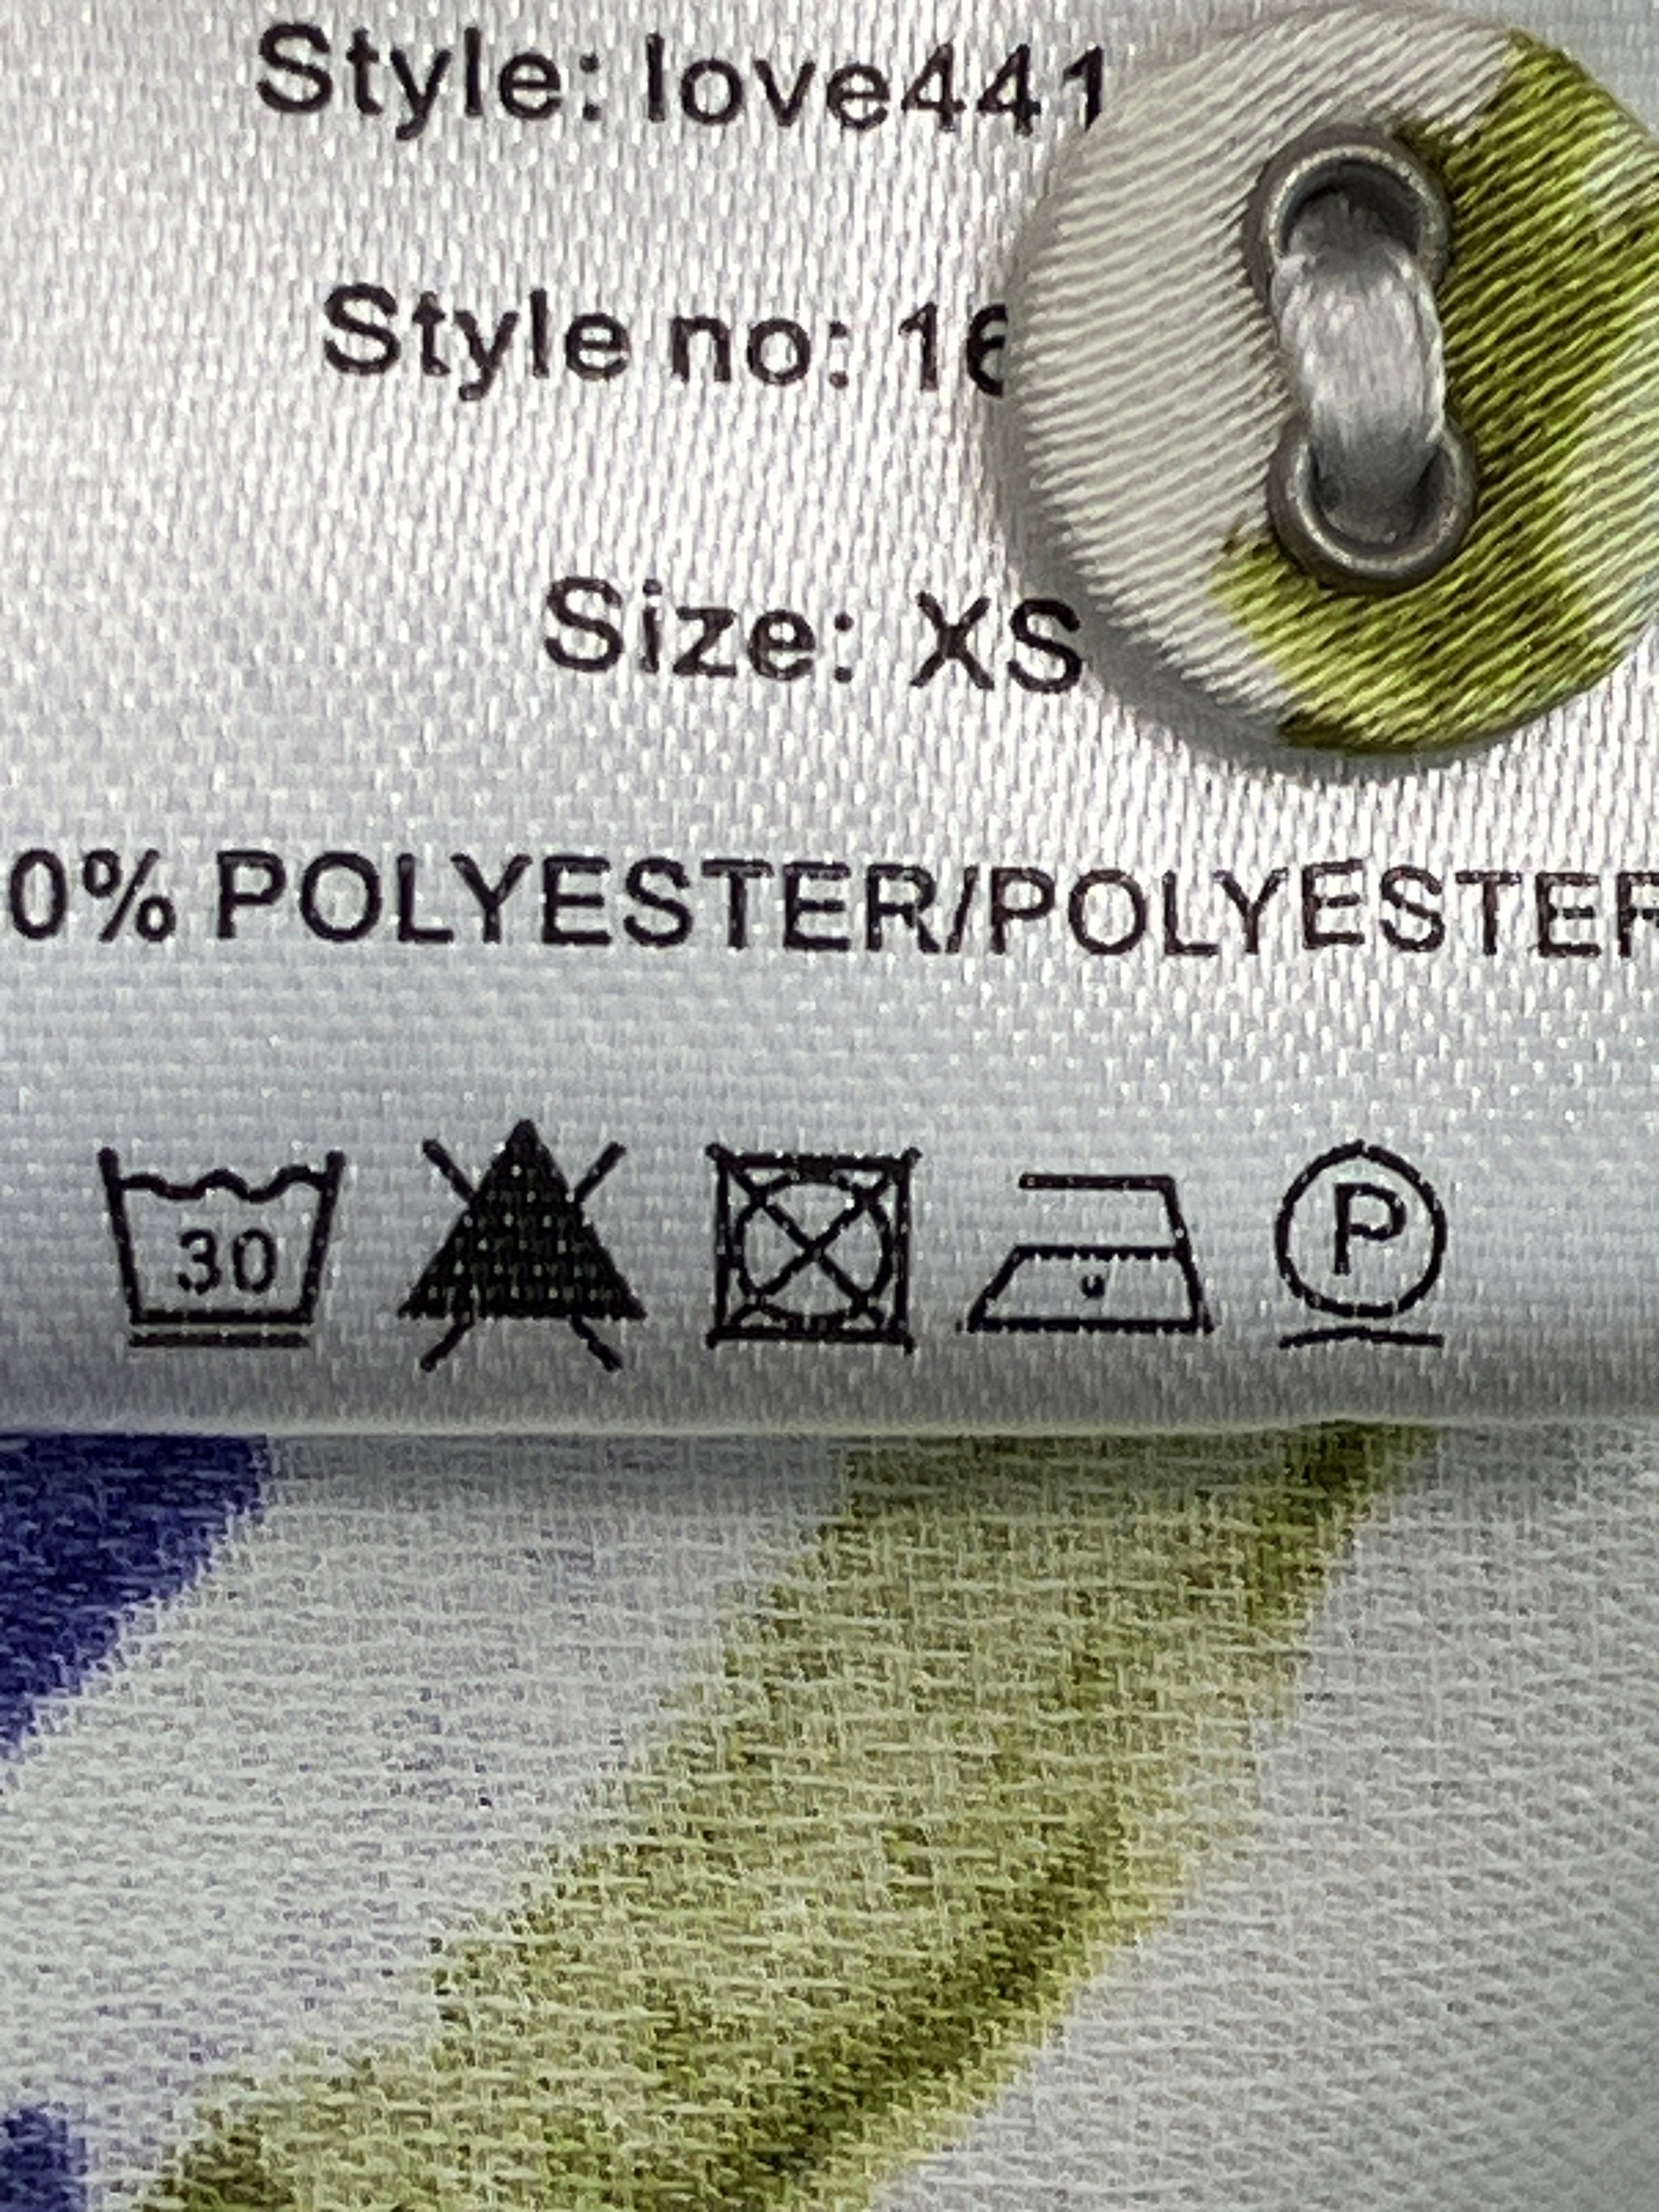 Style: love441
Style no: 16
Size: XS
0% POLYESTER/POLYESTER
30
P